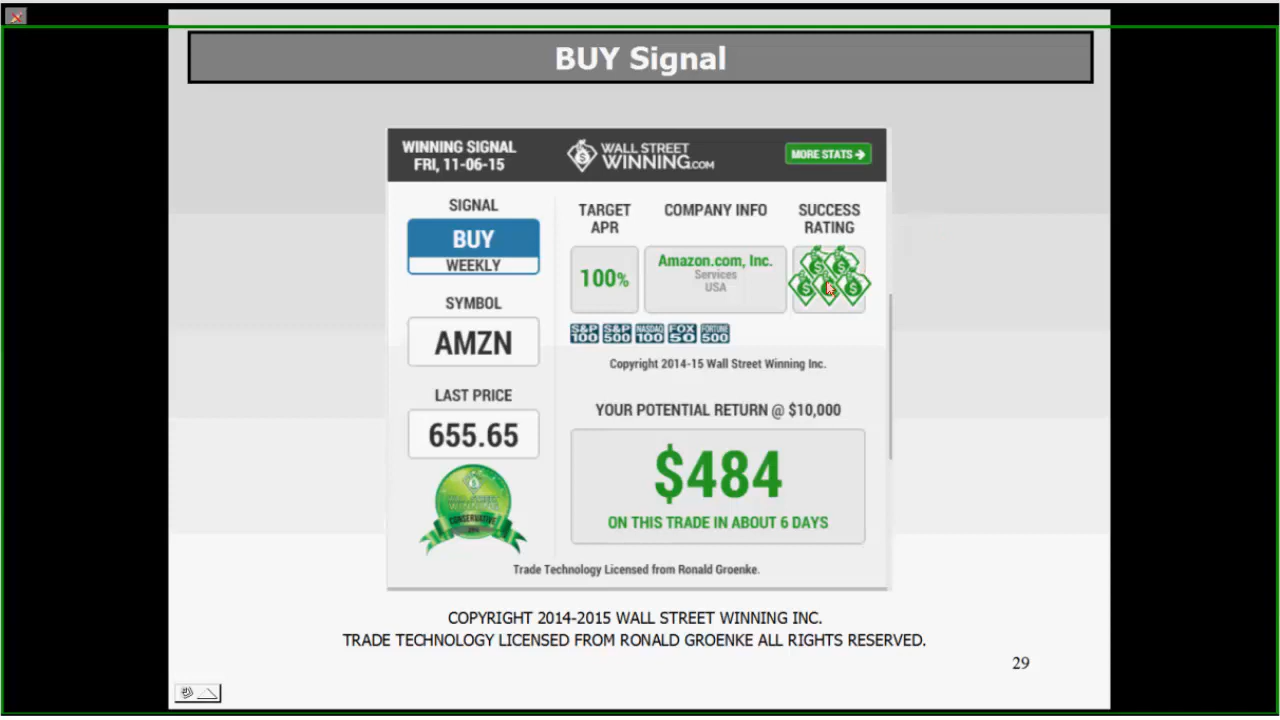 BUY Signal
WINNING SIGNAL
FRI, 11-06-15
WALL STREET
WINNING.COM
MORE STATS
SIGNAL
BUY
WEEKLY
SYMBOL
AMZN
LAST PRICE
655.65
CONSERVATIVE
TARGET
APR
100%
COMPANY INFO
Amazon.com, Inc.
Services
USA
SUCCESS
RATING
S&P 100
S&P 500
NASDAQ 100
FOX 50
FORTUNE 500
Copyright 2014-15 Wall Street Winning Inc.
YOUR POTENTIAL RETURN @ $10,000
$484
ON THIS TRADE IN ABOUT 6 DAYS
Trade Technology Licensed from Ronald Groenke.
COPYRIGHT 2014-2015 WALL STREET WINNING INC.
TRADE TECHNOLOGY LICENSED FROM RONALD GROENKE ALL RIGHTS RESERVED.
29